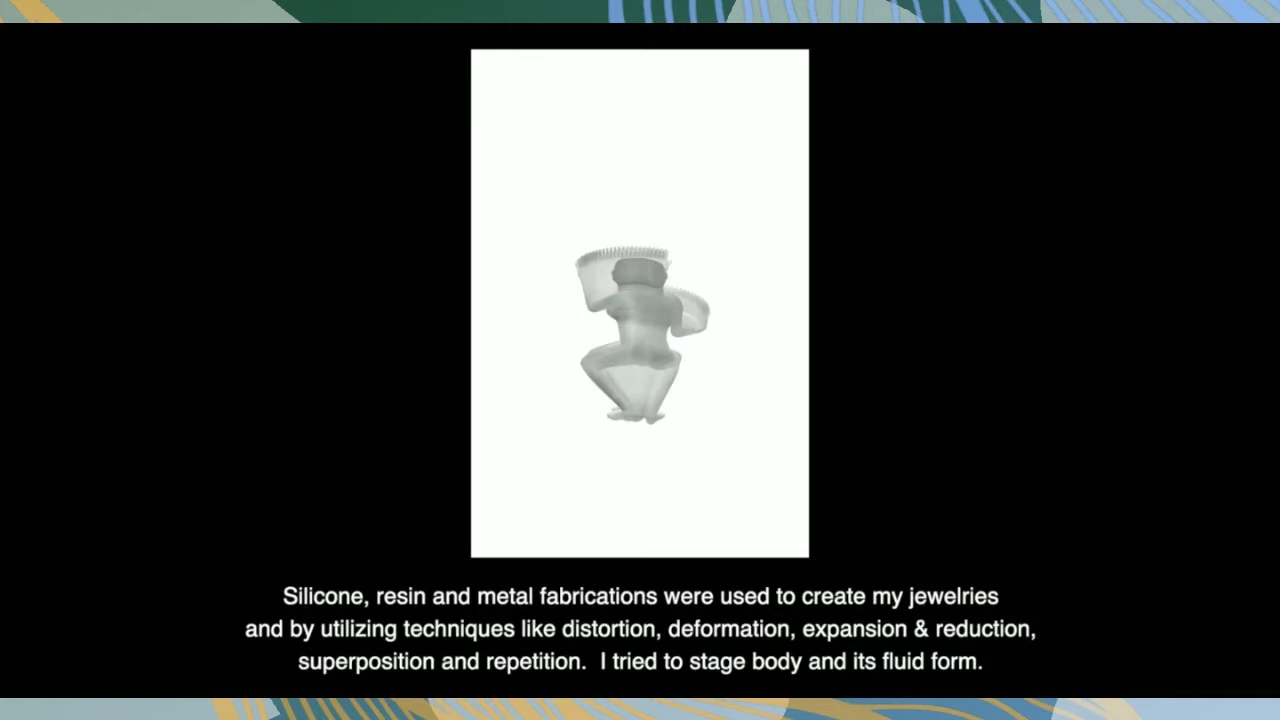 Silicone, resin and metal fabrications were used to create my jewelries
and by utilizing techniques like distortion, deformation, expansion & reduction,
superposition and repetition.  I tried to stage body and its fluid form.